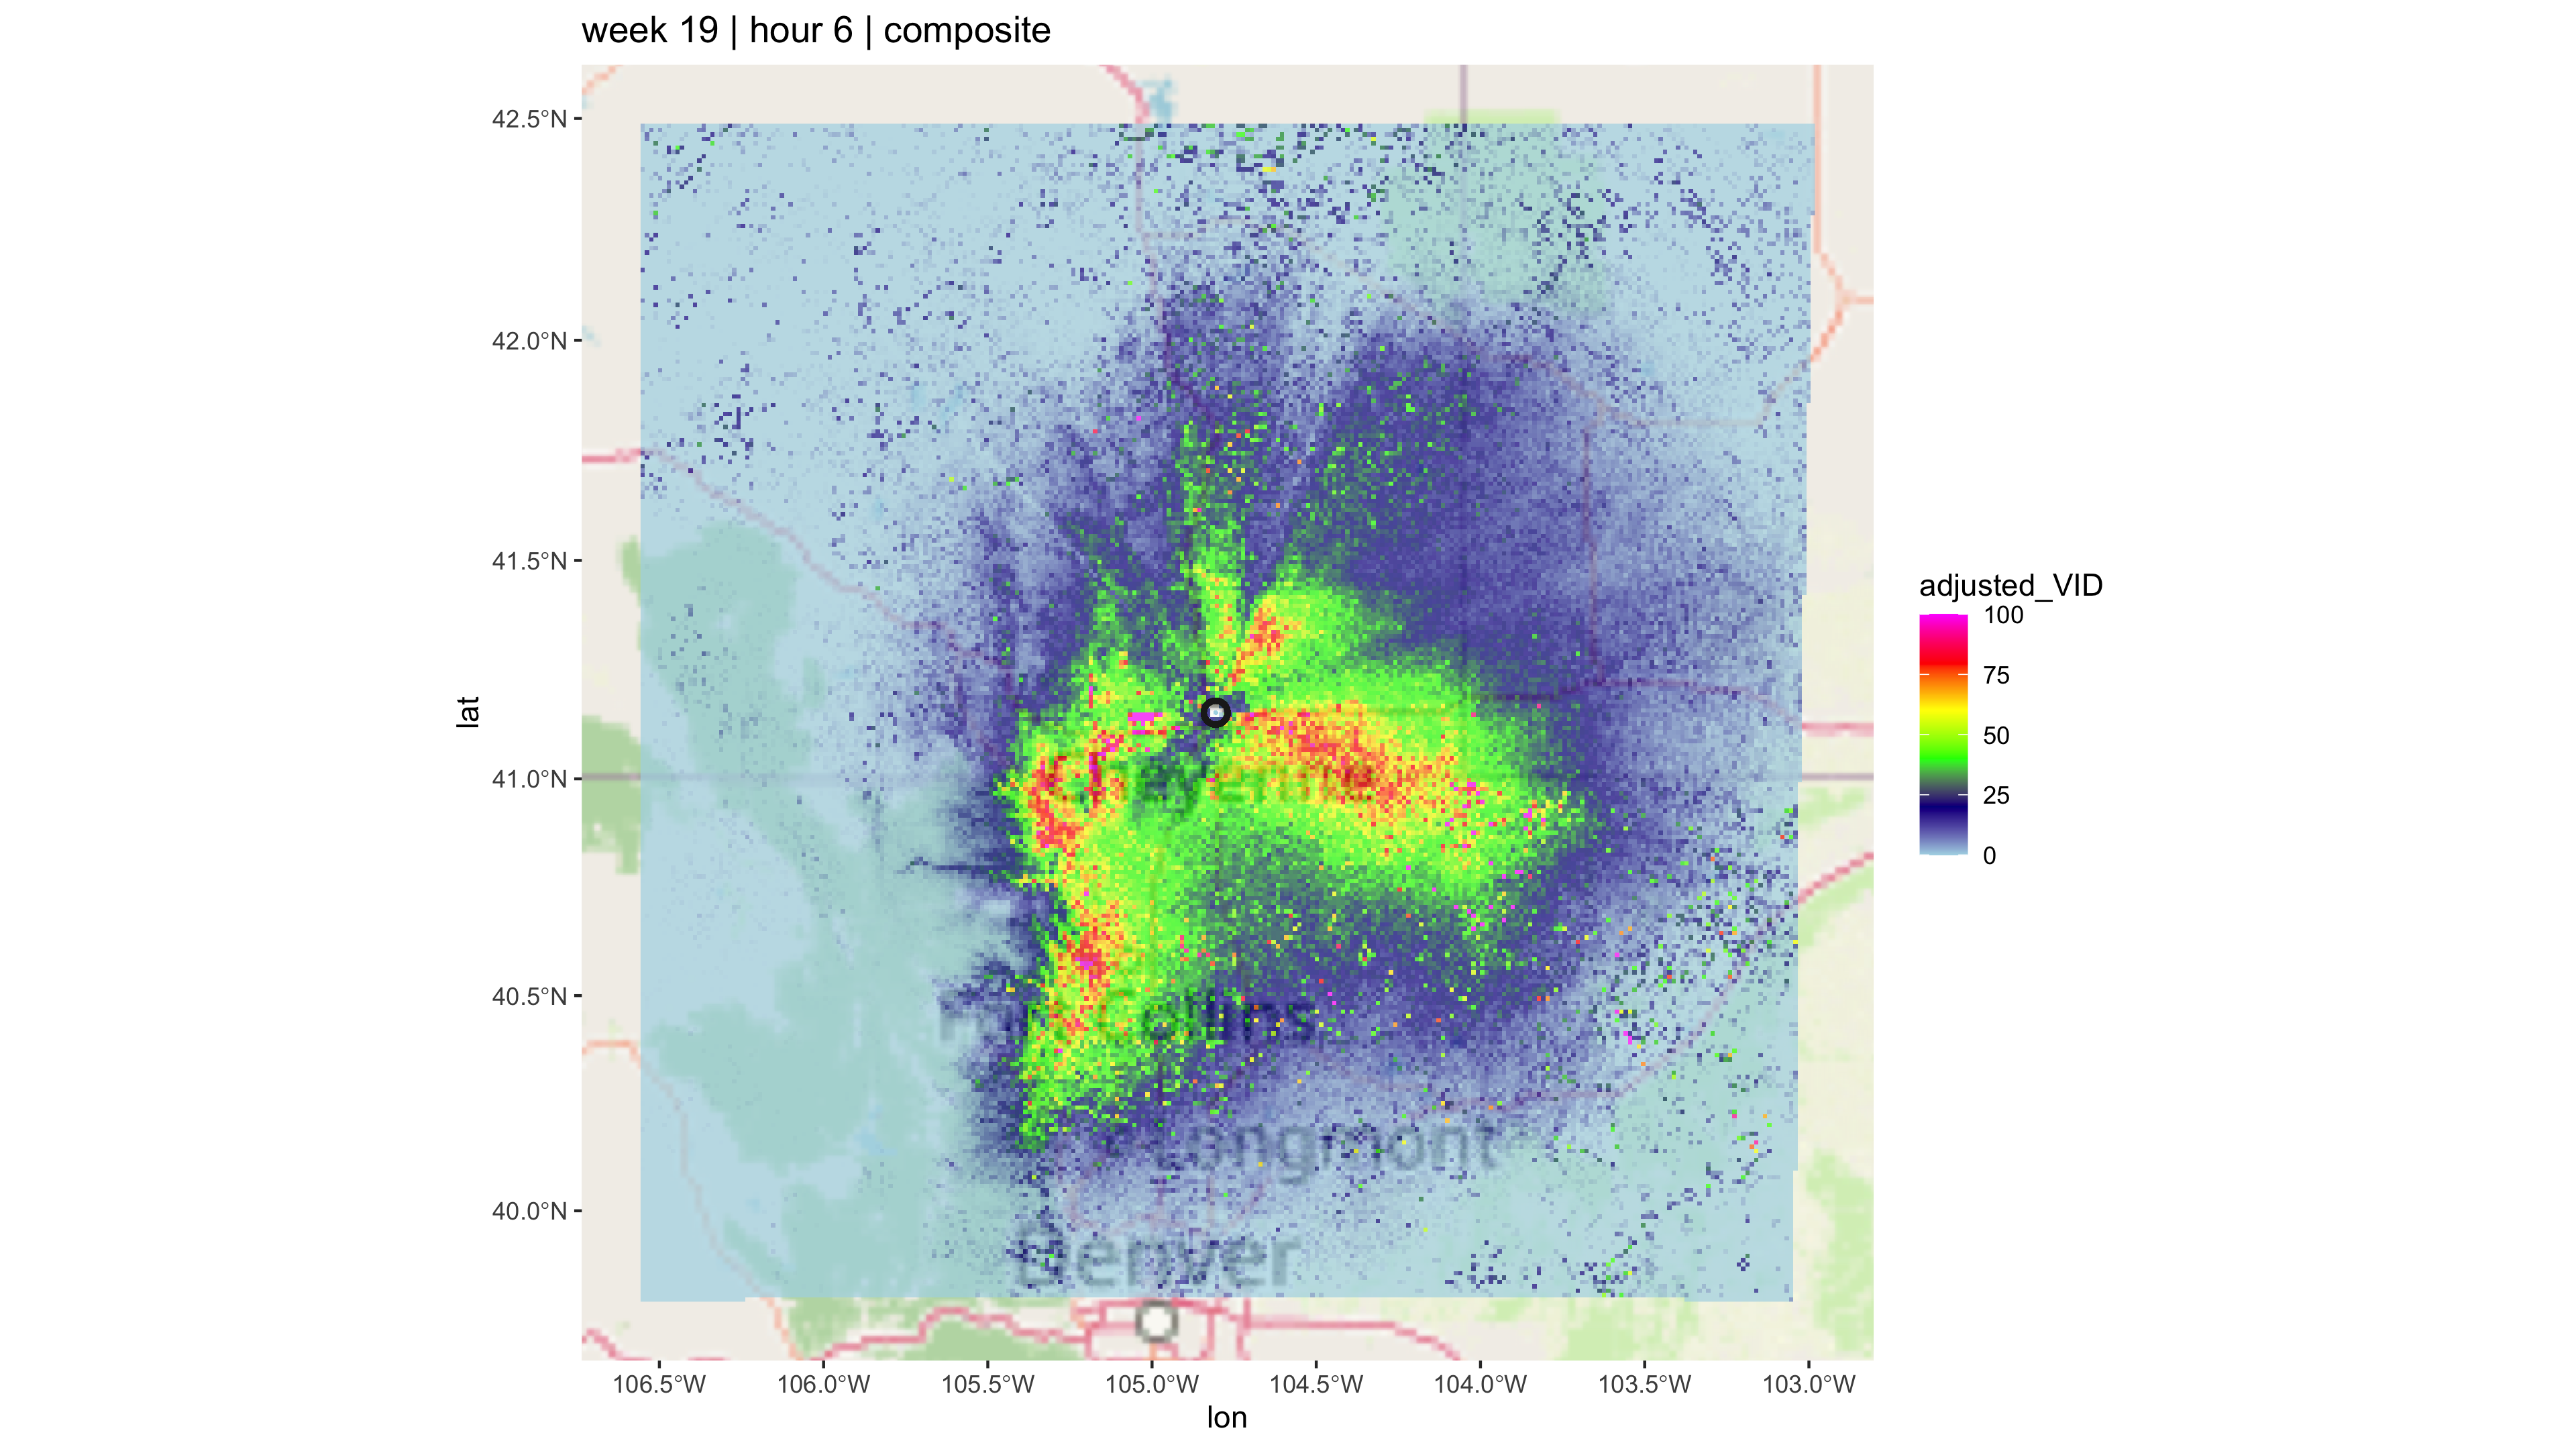 week 19 | hour 6 | composite
42.5°N
42.0°N
41.5°N
41.0°N
40.5°N
40.0°N
lat
Cheyenne
Fort Collins
Longmont
Denver
106.5°W 106.0°W 105.5°W 105.0°W 104.5°W 104.0°W 103.5°W 103.0°W
lon
adjusted_VID
100
75
50
25
0